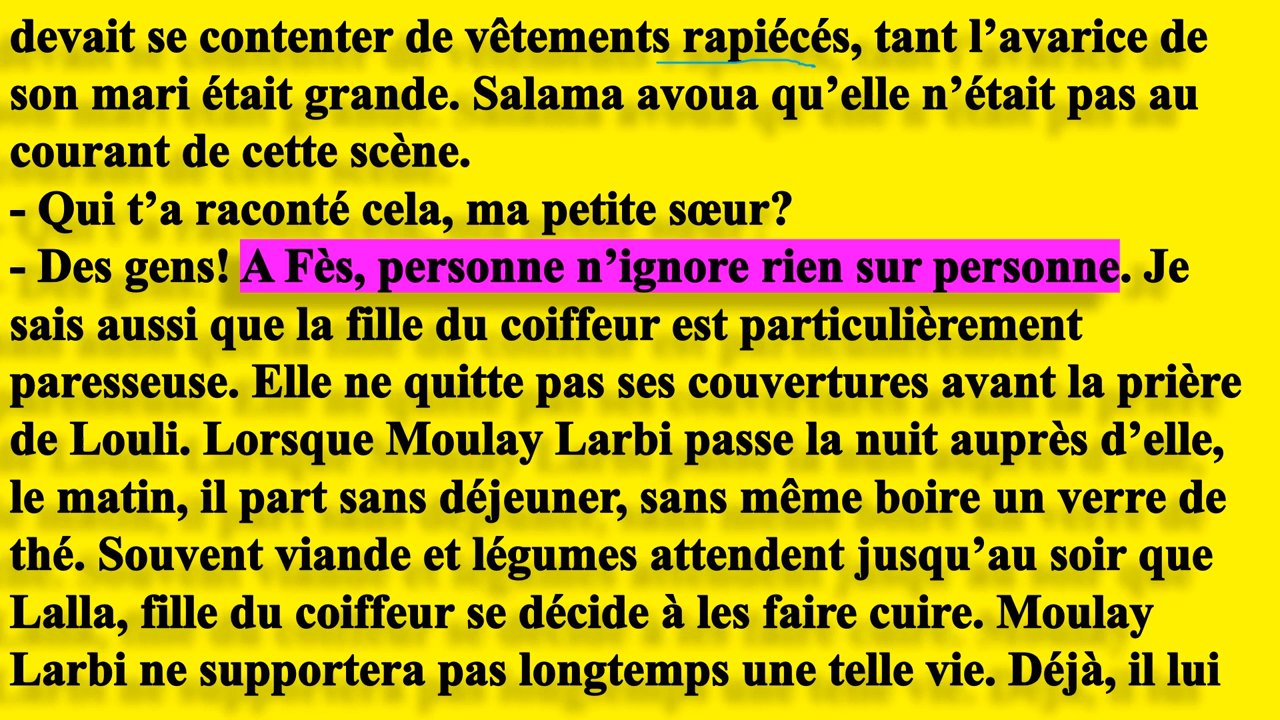 devait se contenter de vêtements rapiécés, tant l’avarice de
son mari était grande. Salama avoua qu’elle n’était pas au
courant de cette scène.
- Qui t’a raconté cela, ma petite sœur?
- Des gens! A Fès, personne n’ignore rien sur personne. Je
sais aussi que la fille du coiffeur est particulièrement
paresseuse. Elle ne quitte pas ses couvertures avant la prière
de Louli. Lorsque Moulay Larbi passe la nuit auprès d’elle,
le matin, il part sans déjeuner, sans même boire un verre de
thé. Souvent viande et légumes attendent jusqu’au soir que
Lalla, fille du coiffeur se décide à les faire cuire. Moulay
Larbi ne supportera pas longtemps une telle vie. Déjà, il lui